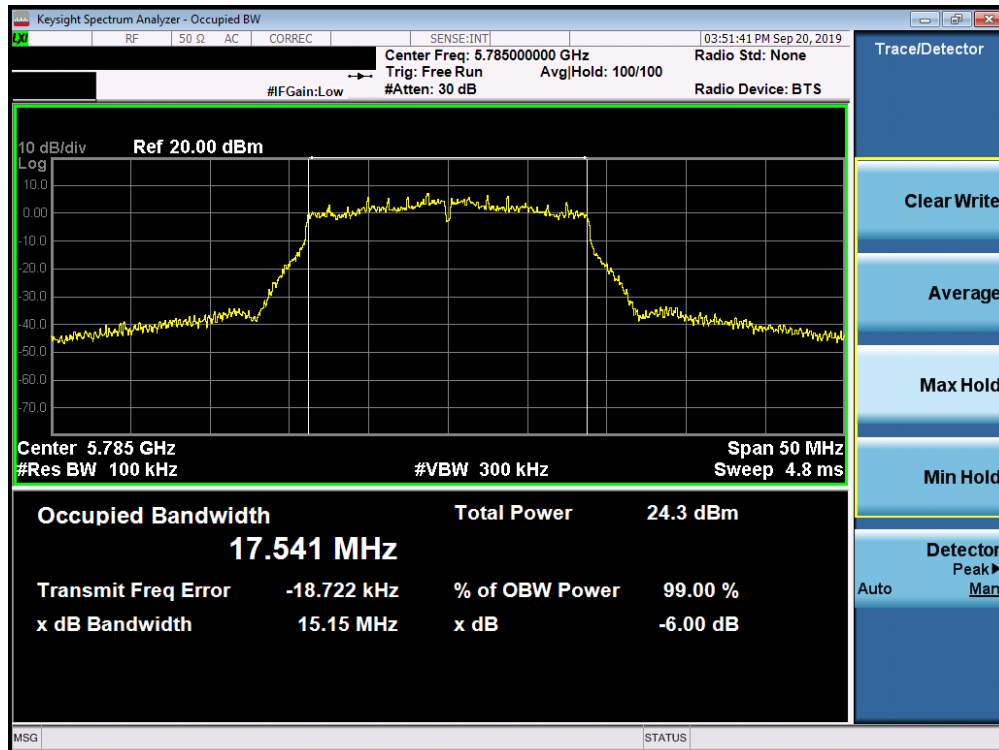 Keysight Spectrum Analyzer - Occupied BW
LXI RF 50 Ω AC CORREC SENSE:INT 03:51:41 PM Sep 20, 2019
Center Freq: 5.785000000 GHz Radio Std: None
Trig: Free Run Avg|Hold: 100/100
#IFGain:Low #Atten: 30 dB Radio Device: BTS
10 dB/div Ref 20.00 dBm
Log
10.0
0.00
-10.0
-20.0
-30.0
-40.0
-50.0
-60.0
-70.0
Center 5.785 GHz Span 50 MHz
#Res BW 100 kHz #VBW 300 kHz Sweep 4.8 ms
Occupied Bandwidth Total Power 24.3 dBm
17.541 MHz
Transmit Freq Error -18.722 kHz % of OBW Power 99.00 %
x dB Bandwidth 15.15 MHz x dB -6.00 dB
MSG STATUS
Trace/Detector
Clear Write
Average
Max Hold
Min Hold
Detector
Peak▶
Auto Man